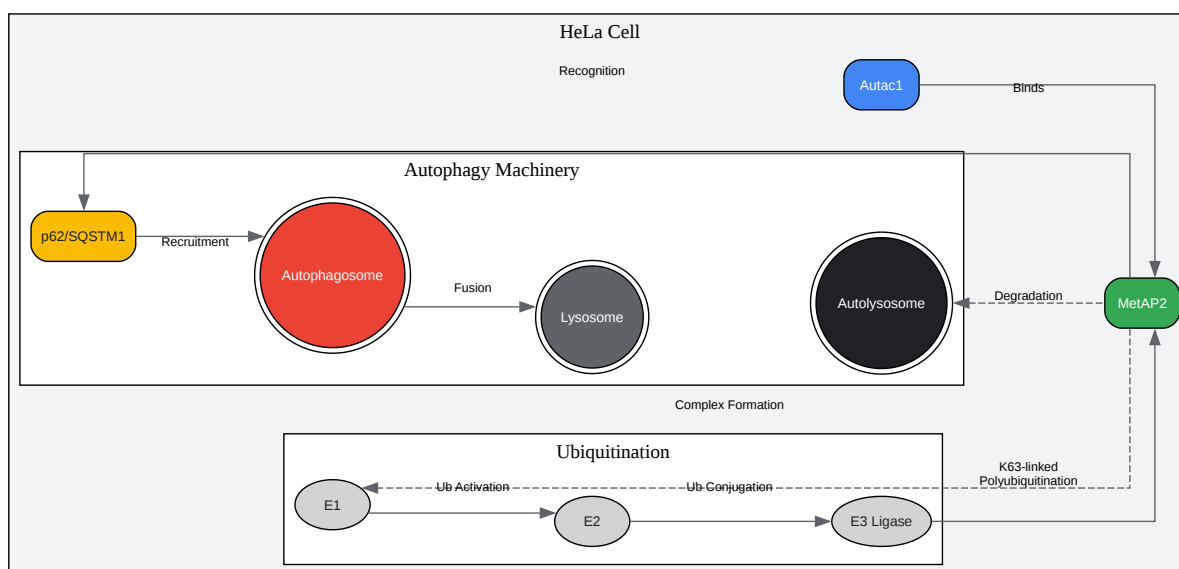 HeLa Cell
Recognition
Autac1
Binds
Autophagy Machinery
p62/SQSTM1
Recruitment
Autophagosome
Fusion
Lysosome
Autolysosome
Degradation
MetAP2
Complex Formation
Ubiquitination
K63-linked
Polyubiquitination
Ub Activation
Ub Conjugation
E1
E2
E3 Ligase